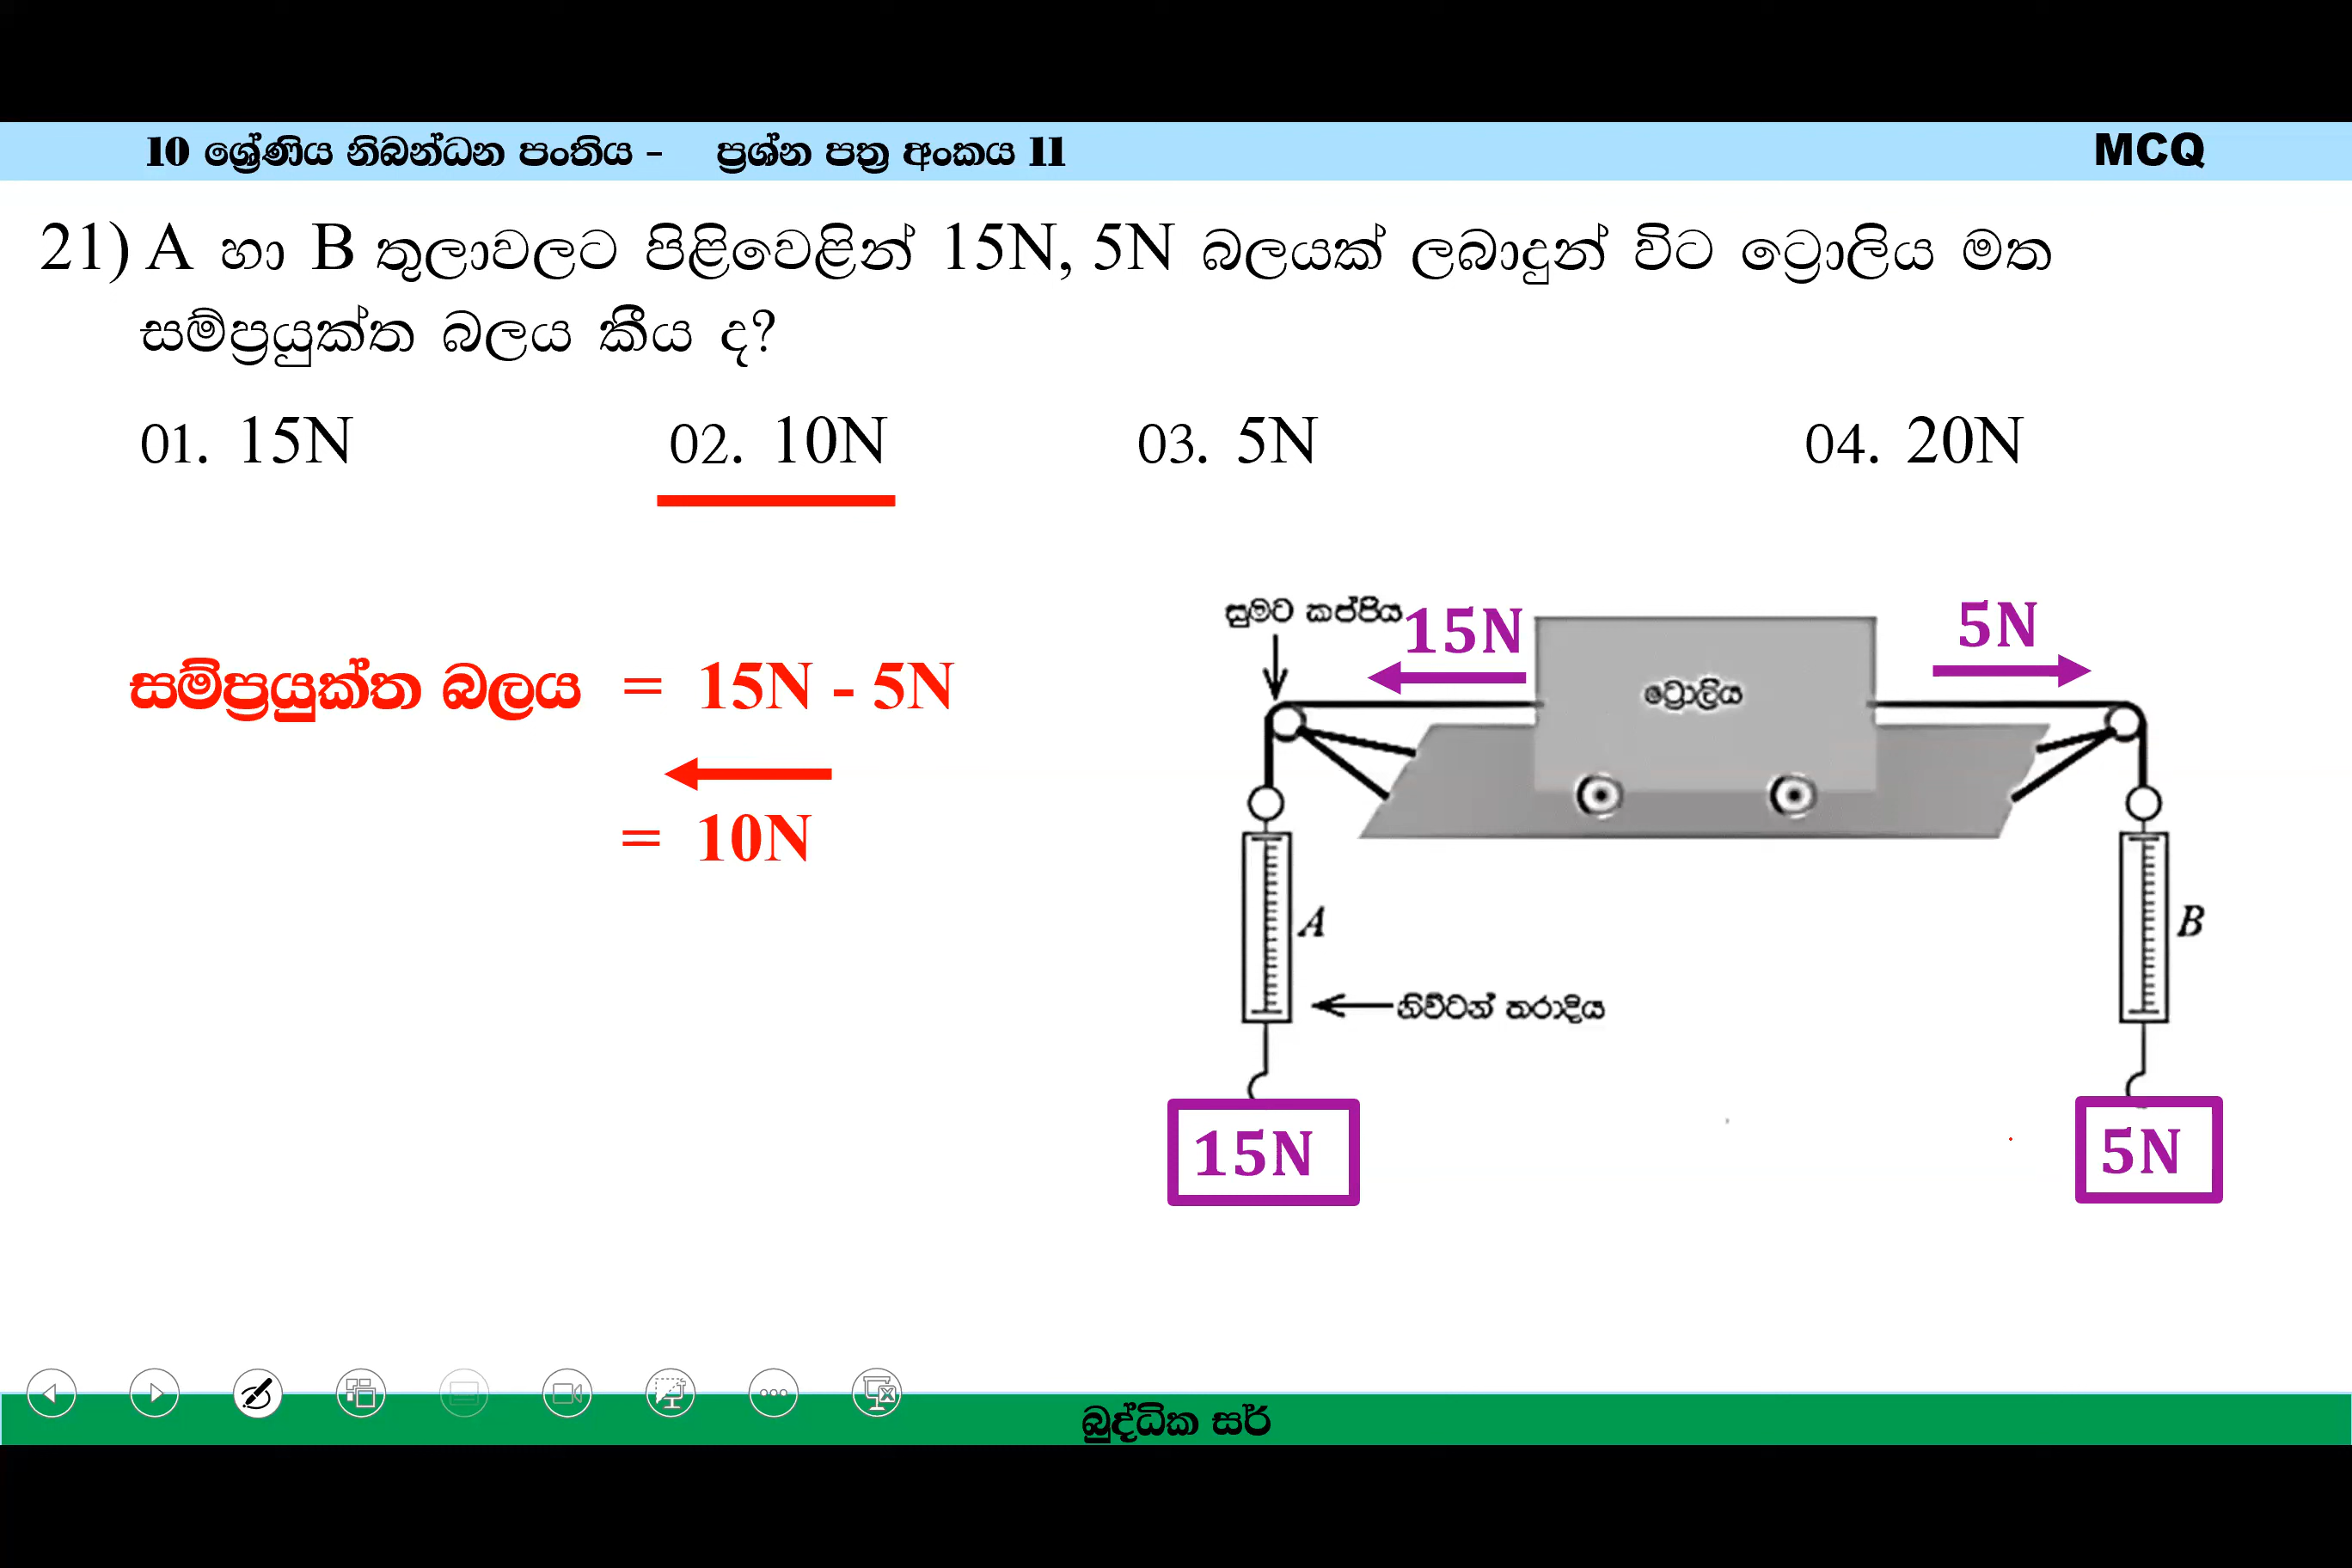 10 ශ්‍රේණිය නිබන්ධන පංතිය - ප්‍රශ්න පත්‍ර අංකය 11 MCQ
21) A හා B තුලාවලට පිළිවෙළින් 15N, 5N බලයක් ලබාදුන් විට ට්‍රොලිය මත
සම්ප්‍රයුක්ත බලය කීය ද?
01. 15N 02. 10N 03. 5N 04. 20N
සුමට කප්පිය 15N 5N
සම්ප්‍රයුක්ත බලය = 15N - 5N
ට්‍රොලිය
= 10N
A B
නිව්ටන් තරාදිය
15N 5N
බුද්ධික සර්